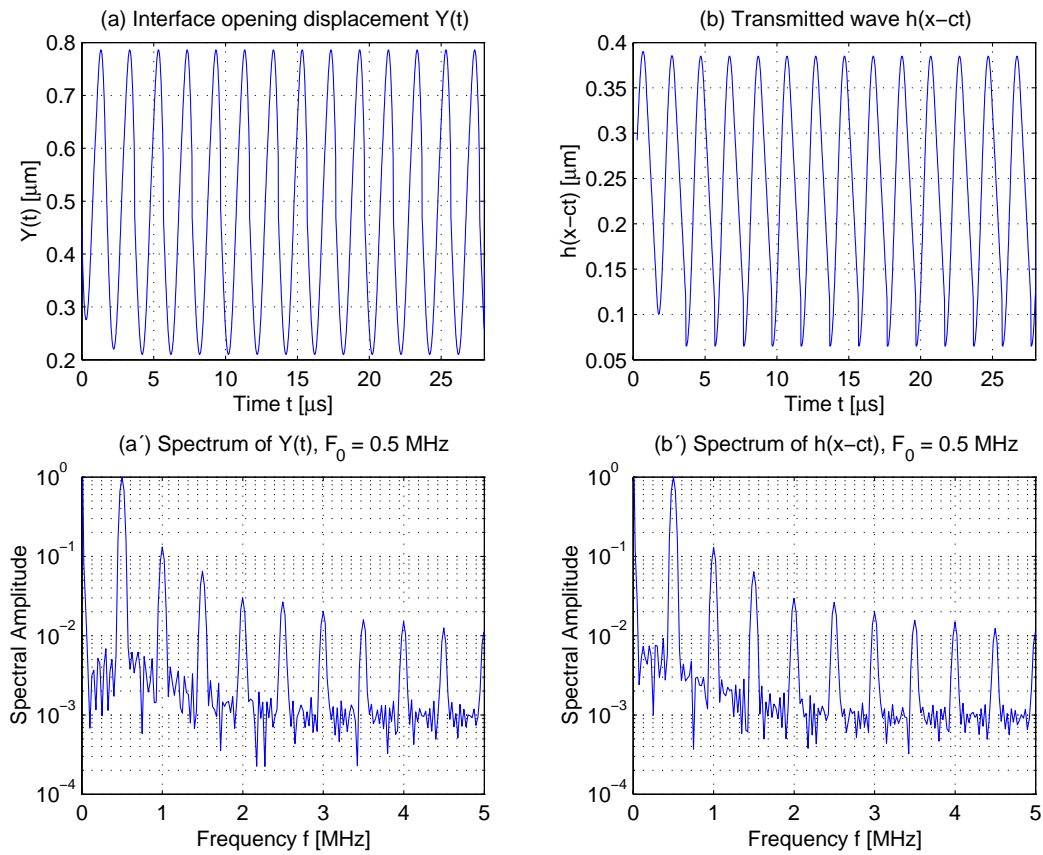 (a) Interface opening displacement Y(t)
0.8
0.7
0.6
0.5
0.4
0.3
0.2
Y(t) [μm]
0 5 10 15 20 25
Time t [μs]
(b) Transmitted wave h(x−ct)
0.4
0.35
0.3
0.25
0.2
0.15
0.1
0.05
h(x−ct) [μm]
0 5 10 15 20 25
Time t [μs]
(a´) Spectrum of Y(t), F_0 = 0.5 MHz
10^0
10^−1
10^−2
10^−3
10^−4
Spectral Amplitude
0 1 2 3 4 5
Frequency f [MHz]
(b´) Spectrum of h(x−ct), F_0 = 0.5 MHz
10^0
10^−1
10^−2
10^−3
10^−4
Spectral Amplitude
0 1 2 3 4 5
Frequency f [MHz]